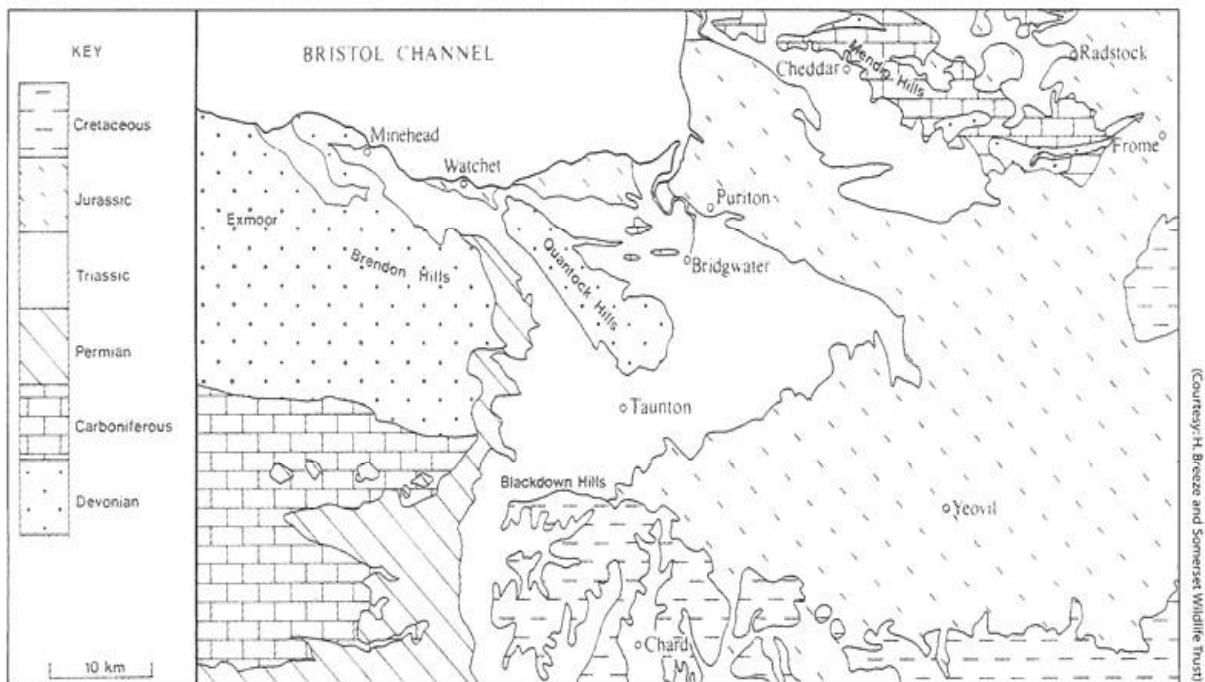 KEY
Cretaceous
Jurassic
Triassic
Permian
Carboniferous
Devonian
10 km
BRISTOL CHANNEL
Cheddar
Mendip Hills
Radstock
Frome
Minehead
Watchet
Puriton
Exmoor
Brendon Hills
Quantock Hills
Bridgwater
Taunton
Blackdown Hills
Yeovil
Chard
(Courtesy: H. Breeze and Somerset Wildlife Trust)